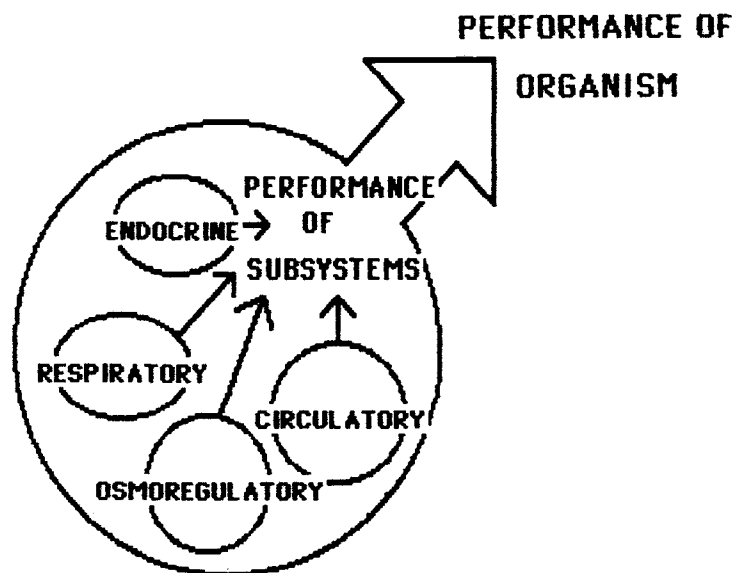 PERFORMANCE OF
ORGANISM
PERFORMANCE
OF
SUBSYSTEMS
ENDOCRINE
RESPIRATORY
CIRCULATORY
OSMOREGULATORY